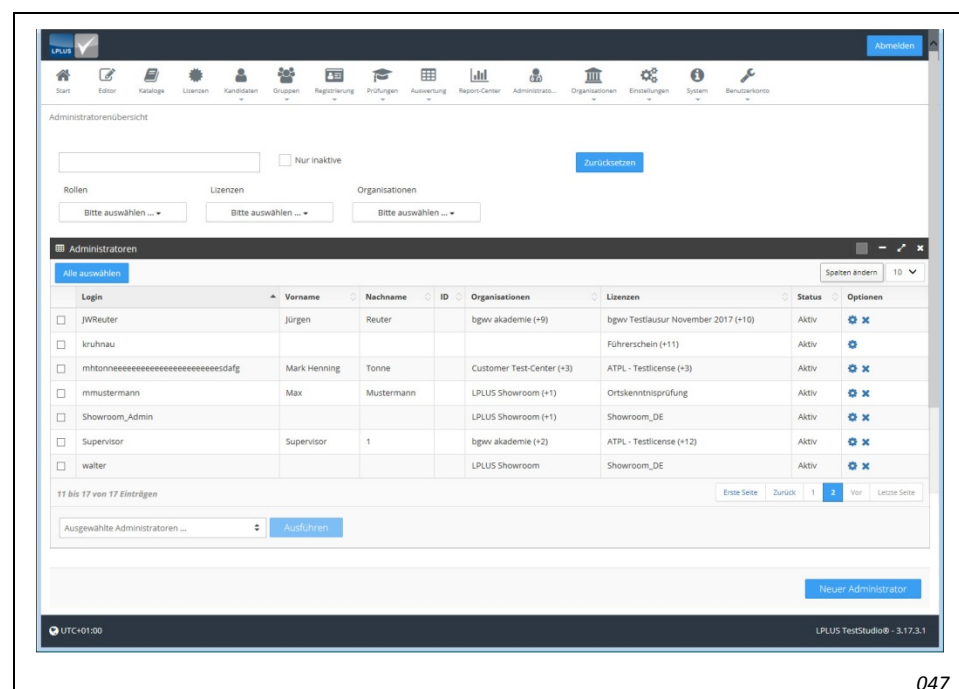 LPLUS
Abmelden
Start Editor Kataloge Lizenzen Kandidaten Gruppen Registrierung Prüfungen Auswertung Report-Center Administrato... Organisationen Einstellungen System Benutzerkonto
Administratorenübersicht
Nur inaktive Zurücksetzen
Rollen Lizenzen Organisationen
Bitte auswählen ... Bitte auswählen ... Bitte auswählen ...
Administratoren
Alle auswählen Spalten ändern 10
Login Vorname Nachname ID Organisationen Lizenzen Status Optionen
JWReuter Jürgen Reuter bgwv akademie (+9) bgwv Testlausur November 2017 (+10) Aktiv
kruhnau Führerschein (+11) Aktiv
mhtonneeeeeeeeeeeeeeeeeeeeeeeeesdafg Mark Henning Tonne Customer Test-Center (+3) ATPL - Testlicense (+3) Aktiv
mmustermann Max Mustermann LPLUS Showroom (+1) Ortskenntnisprüfung Aktiv
Showroom_Admin LPLUS Showroom (+1) Showroom_DE Aktiv
Supervisor Supervisor 1 bgwv akademie (+2) ATPL - Testlicense (+12) Aktiv
walter LPLUS Showroom Showroom_DE Aktiv
11 bis 17 von 17 Einträgen Erste Seite Zurück 1 2 Vor Letzte Seite
Ausgewählte Administratoren ... Ausführen
Neuer Administrator
UTC+01:00 LPLUS TestStudio® - 3.17.3.1
047